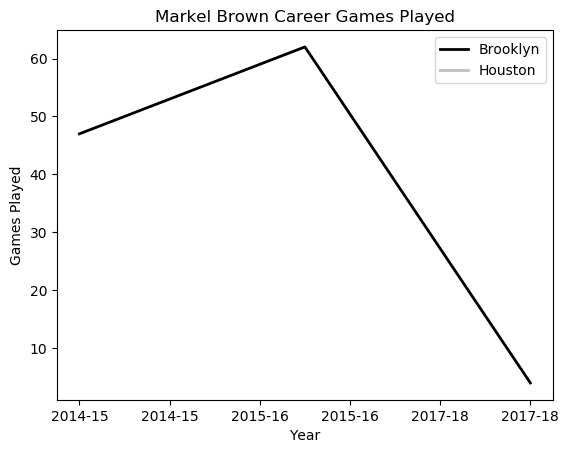 Markel Brown Career Games Played
Brooklyn
Houston
60
50
40
30
20
10
Games Played
2014-15 2014-15 2015-16 2015-16 2017-18 2017-18
Year